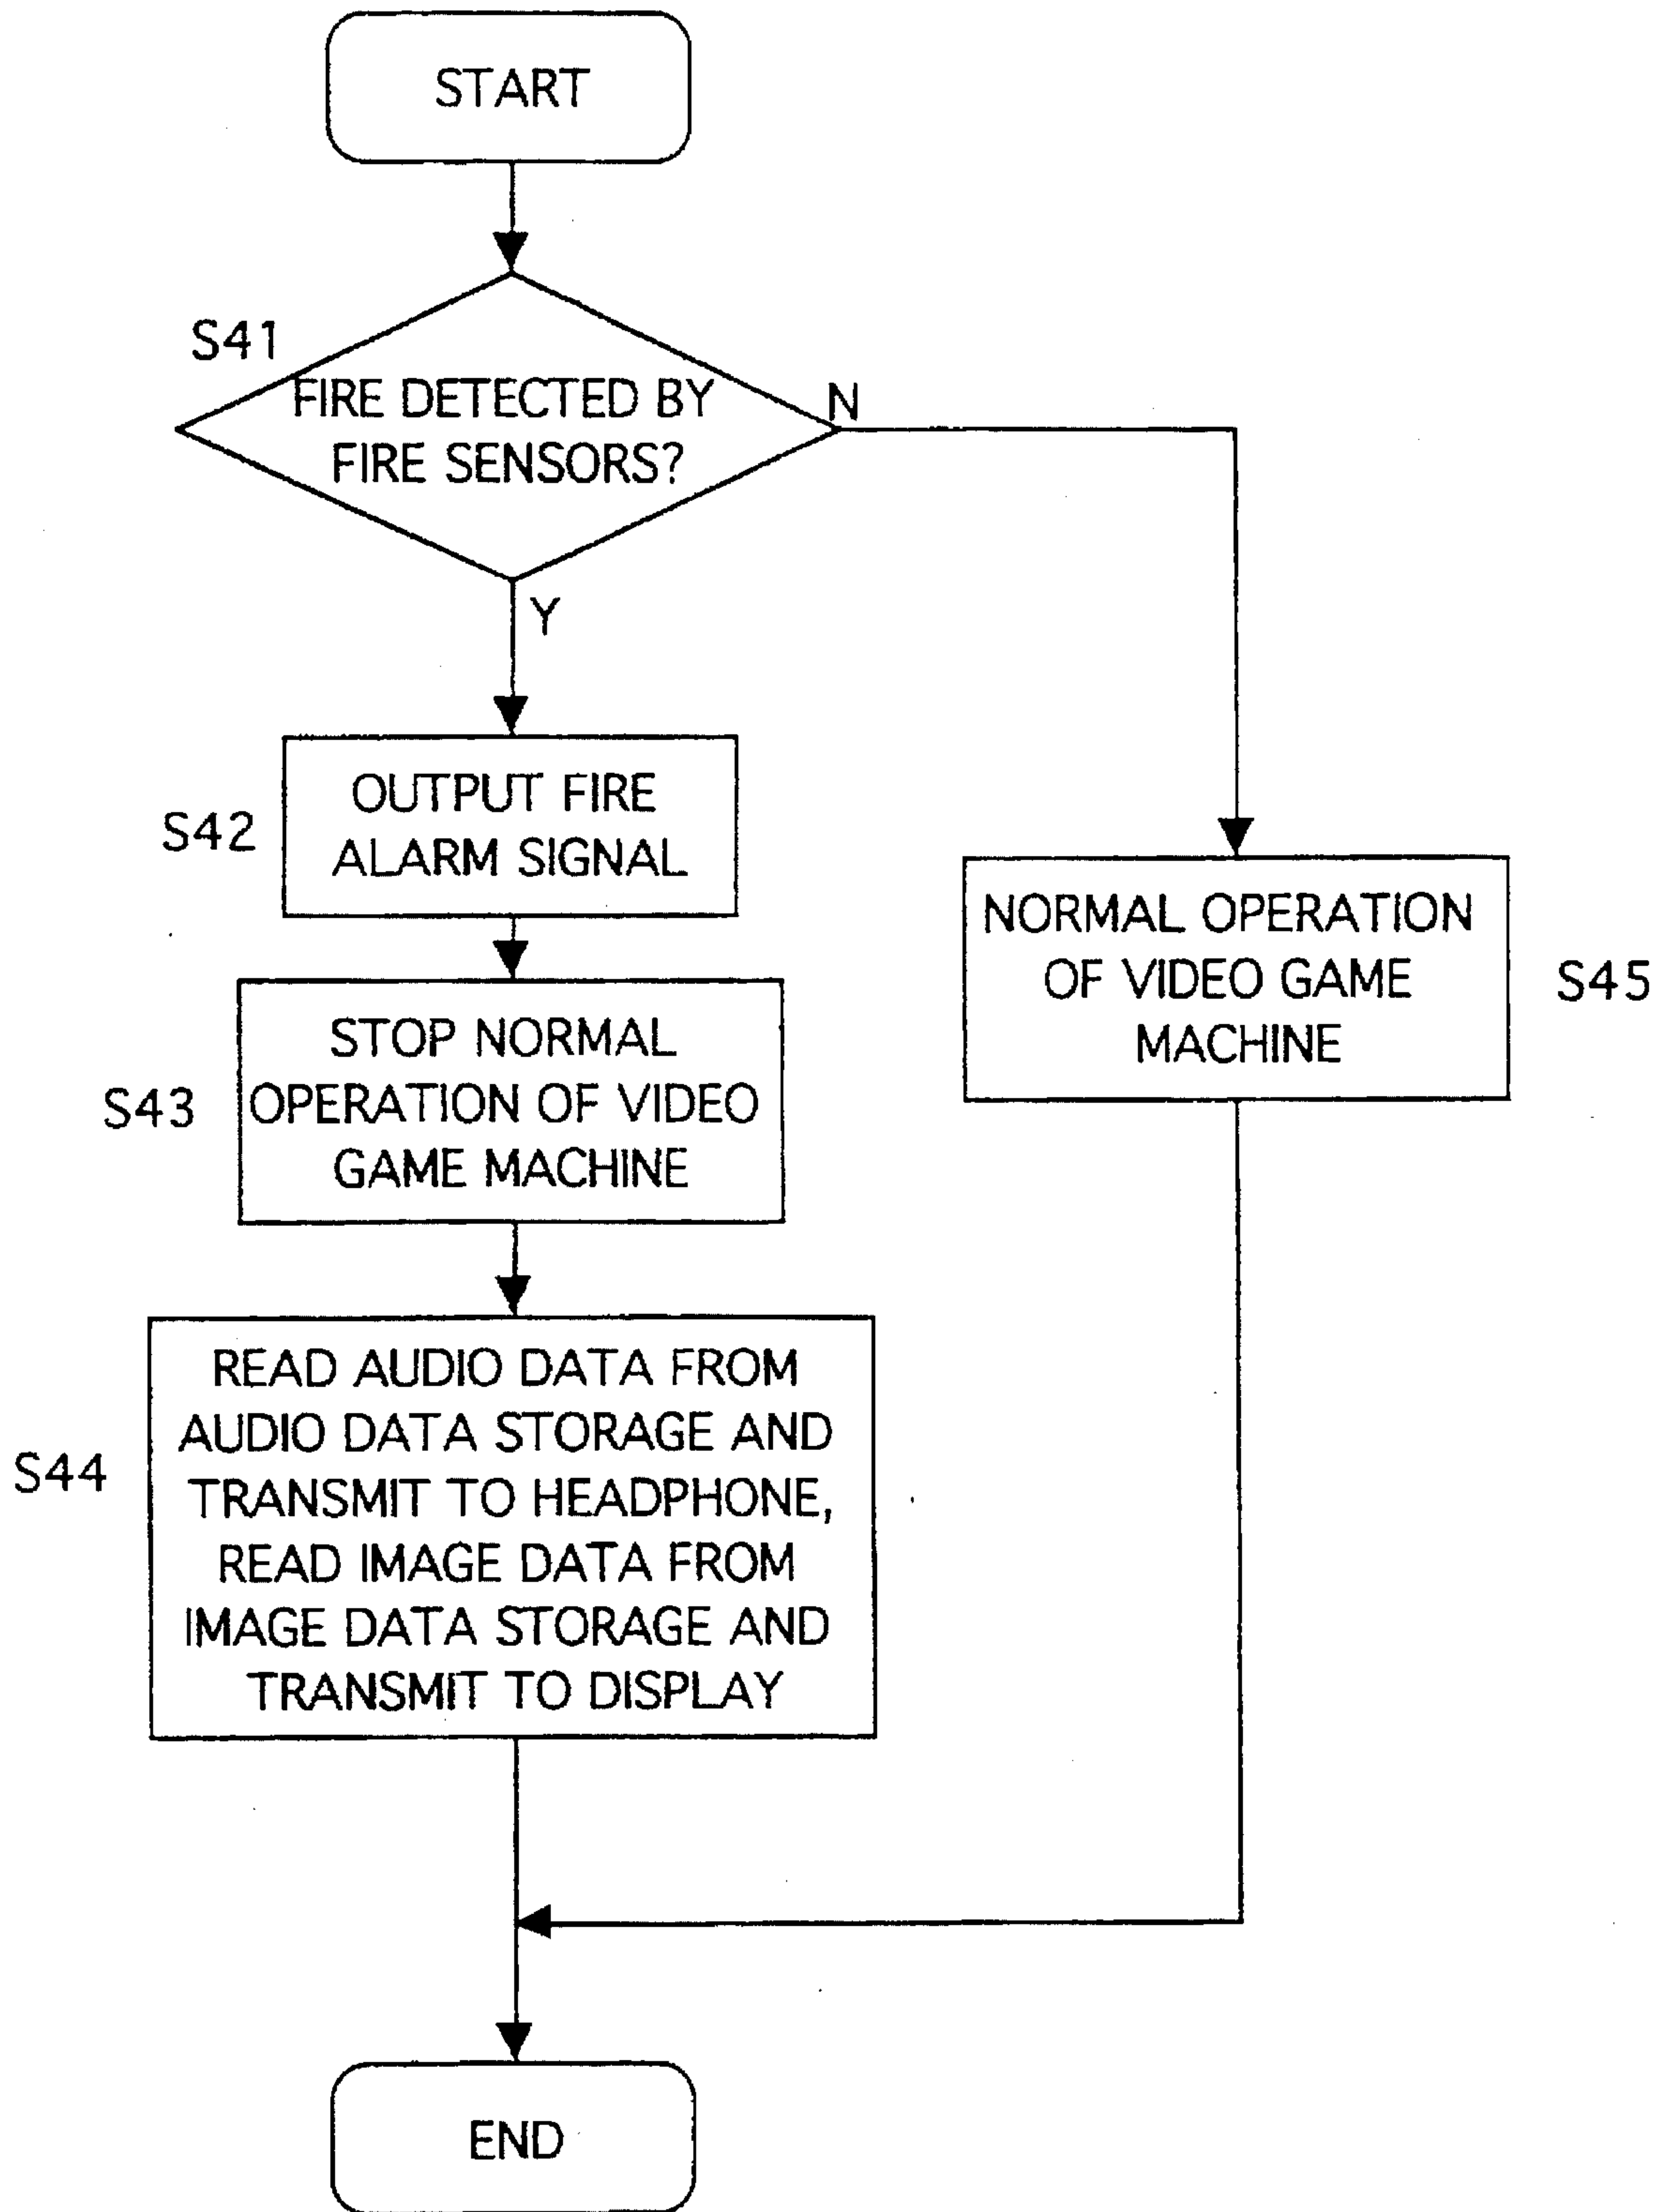 START
S41
FIRE DETECTED BY
FIRE SENSORS?
N
Y
S42
OUTPUT FIRE
ALARM SIGNAL
S43
STOP NORMAL
OPERATION OF VIDEO
GAME MACHINE
NORMAL OPERATION
OF VIDEO GAME
MACHINE
S45
S44
READ AUDIO DATA FROM
AUDIO DATA STORAGE AND
TRANSMIT TO HEADPHONE,
READ IMAGE DATA FROM
IMAGE DATA STORAGE AND
TRANSMIT TO DISPLAY
END